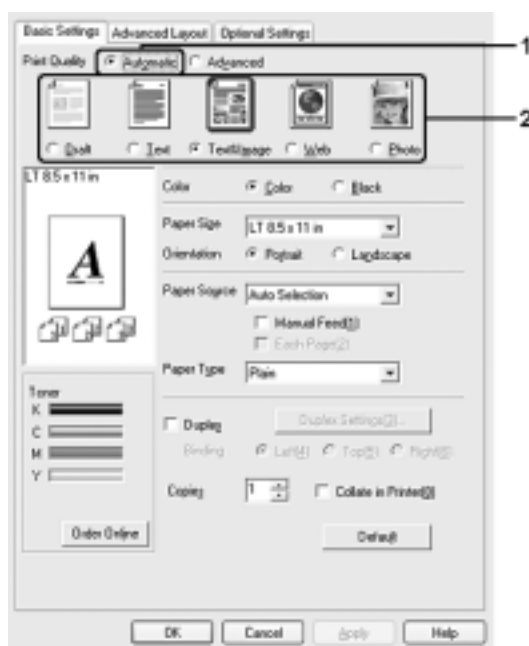 Basic Settings Advanced Layout Optional Settings
Print Quality Automatic Advanced 1
2
Draft Text Text/Image Web Photo
LT 8.5 x 11 in
Color Color Black
Paper Size LT 8.5 x 11 in
Orientation Portrait Landscape
A
Paper Source Auto Selection
Manual Feed(1)
Each Page(2)
Paper Type Plain
Toner
K
C
M
Y
Duplex Duplex Settings(3)...
Binding Left(4) Top(5) Right(6)
Copies 1 Collate in Printer(0)
Order Online Default
OK Cancel Apply Help